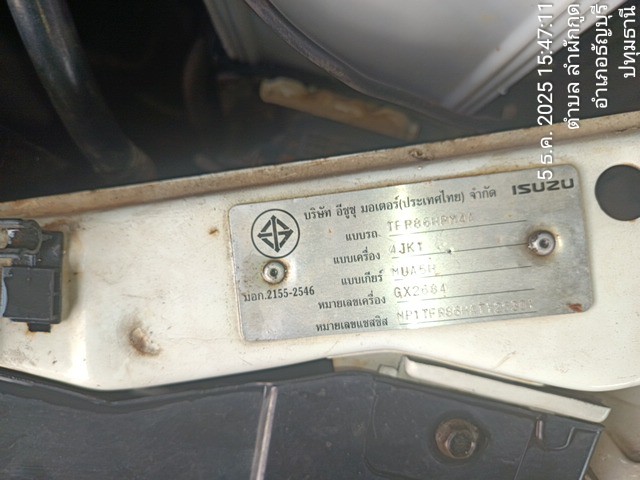 บริษัท อีซูซุ มอเตอร์(ประเทศไทย) จำกัด ISUZU
แบบรถ
แบบเครื่อง 4JK1
แบบเกียร์ MUA5H
มอก.2155-2546
หมายเลขเครื่อง GX2684
หมายเลขแชสซิส
5 ธ.ค. 2025 15:47:11
ตำบล ลำผักกูด
อำเภอธัญบุรี
ปทุมธานี